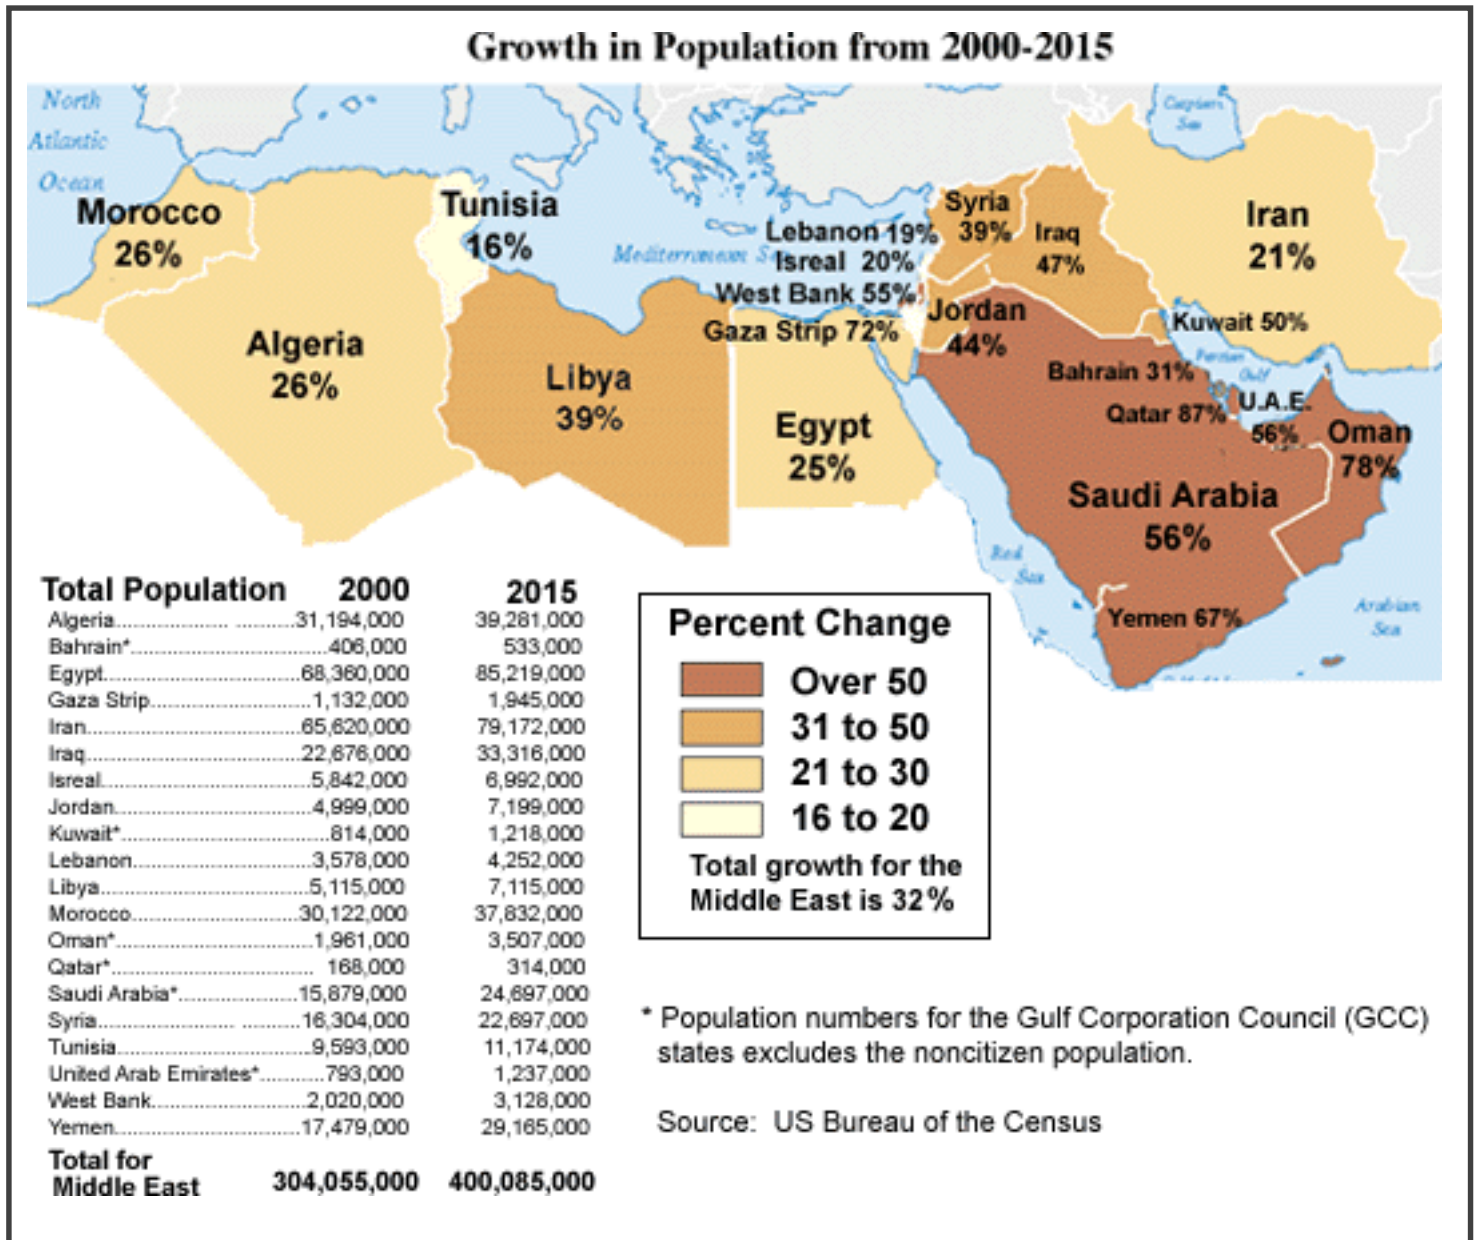 Growth in Population from 2000-2015
North
Atlantic
Ocean
Caspian
Sea
Morocco
26%
Tunisia
16%
Mediterranean S
Lebanon 19%
Isreal 20%
West Bank 55%
Gaza Strip 72%
Syria
39%
Iraq
47%
Iran
21%
Jordan
44%
Kuwait 50%
Persian
Gulf
Bahrain 31%
Qatar 87%
U.A.E.
56%
Oman
78%
Algeria
26%
Libya
39%
Egypt
25%
Saudi Arabia
56%
Red
Sea
Yemen 67%
Arabian
Sea
Total Population 2000 2015
Algeria...................... ...........31,194,000 39,281,000
Bahrain*.....................................406,000 533,000
Egypt......................................68,360,000 85,219,000
Gaza Strip...............................1,132,000 1,945,000
Iran.........................................65,620,000 79,172,000
Iraq.........................................22,676,000 33,316,000
Isreal........................................5,842,000 6,992,000
Jordan......................................4,999,000 7,199,000
Kuwait*........................................814,000 1,218,000
Lebanon...................................3,578,000 4,252,000
Libya........................................5,115,000 7,115,000
Morocco................................30,122,000 37,832,000
Oman*......................................1,961,000 3,507,000
Qatar*....................................... 168,000 314,000
Saudi Arabia*.......................15,879,000 24,697,000
Syria.......................... ...........16,304,000 22,697,000
Tunisia.....................................9,593,000 11,174,000
United Arab Emirates*............793,000 1,237,000
West Bank..............................2,020,000 3,128,000
Yemen...................................17,479,000 29,165,000
Total for
Middle East 304,055,000 400,085,000
Percent Change
Over 50
31 to 50
21 to 30
16 to 20
Total growth for the
Middle East is 32%
* Population numbers for the Gulf Corporation Council (GCC)
states excludes the noncitizen population.
Source: US Bureau of the Census